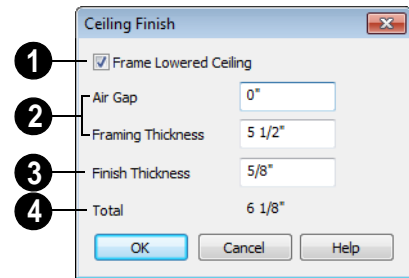 Ceiling Finish
1 Frame Lowered Ceiling
2
Air Gap 0"
Framing Thickness 5 1/2"
3 Finish Thickness 5/8"
4 Total 6 1/8"
OK Cancel Help